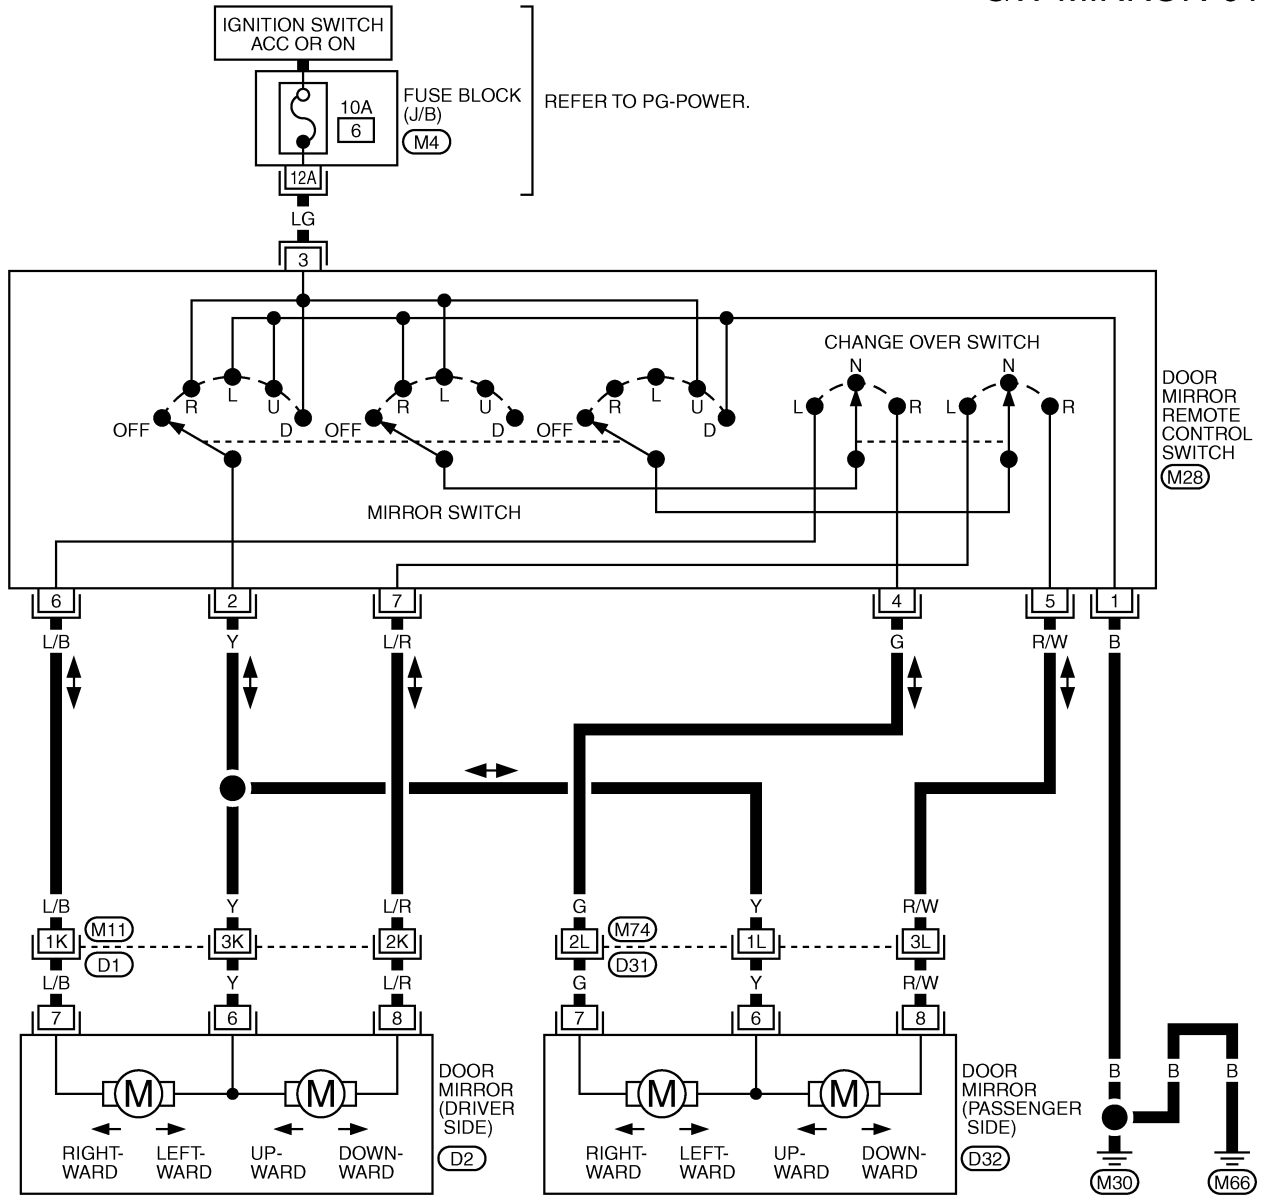 IGNITION SWITCH
ACC OR ON
10A
6
FUSE BLOCK
(J/B)
M4
REFER TO PG-POWER.
12A
LG
3
CHANGE OVER SWITCH
N
N
R
L
U
D
OFF
R
L
U
D
OFF
R
L
U
D
OFF
L
R
L
R
DOOR
MIRROR
REMOTE
CONTROL
SWITCH
M28
MIRROR SWITCH
6
2
7
4
5
1
L/B
Y
L/R
G
R/W
B
L/B
Y
L/R
G
Y
R/W
1K
M11
3K
2K
2L
M74
1L
3L
D1
D31
L/B
Y
L/R
G
Y
R/W
7
6
8
7
6
8
M
M
M
M
DOOR
MIRROR
(DRIVER
SIDE)
D2
DOOR
MIRROR
(PASSENGER
SIDE)
D32
RIGHT-
WARD
LEFT-
WARD
UP-
WARD
DOWN-
WARD
RIGHT-
WARD
LEFT-
WARD
UP-
WARD
DOWN-
WARD
B
B
B
M30
M66